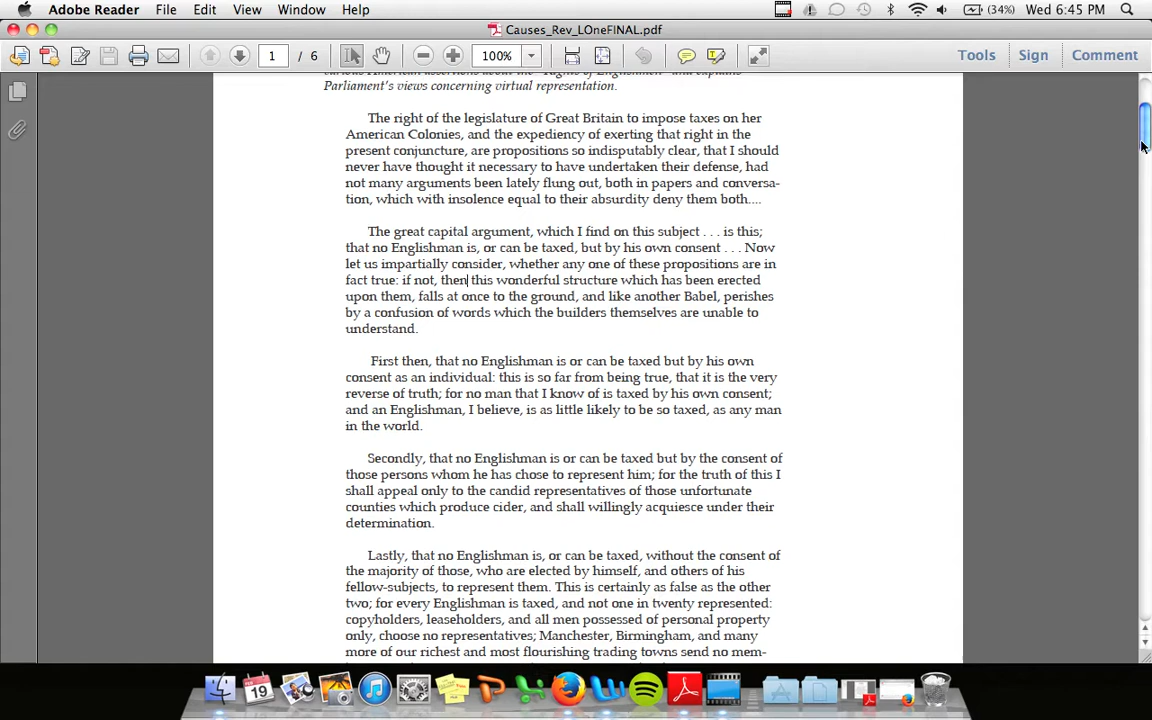 Adobe Reader File Edit View Window Help (34%) Wed 6:45 PM
Causes_Rev_LOneFINAL.pdf
1 / 6 100% Tools Sign Comment
various American assertions about the "Rights of Englishmen" and explains
Parliament's views concerning virtual representation.
The right of the legislature of Great Britain to impose taxes on her
American Colonies, and the expediency of exerting that right in the
present conjuncture, are propositions so indisputably clear, that I should
never have thought it necessary to have undertaken their defense, had
not many arguments been lately flung out, both in papers and conversa-
tion, which with insolence equal to their absurdity deny them both....
The great capital argument, which I find on this subject . . . is this;
that no Englishman is, or can be taxed, but by his own consent . . . Now
let us impartially consider, whether any one of these propositions are in
fact true: if not, then this wonderful structure which has been erected
upon them, falls at once to the ground, and like another Babel, perishes
by a confusion of words which the builders themselves are unable to
understand.
First then, that no Englishman is or can be taxed but by his own
consent as an individual: this is so far from being true, that it is the very
reverse of truth; for no man that I know of is taxed by his own consent;
and an Englishman, I believe, is as little likely to be so taxed, as any man
in the world.
Secondly, that no Englishman is or can be taxed but by the consent of
those persons whom he has chose to represent him; for the truth of this I
shall appeal only to the candid representatives of those unfortunate
counties which produce cider, and shall willingly acquiesce under their
determination.
Lastly, that no Englishman is, or can be taxed, without the consent of
the majority of those, who are elected by himself, and others of his
fellow-subjects, to represent them. This is certainly as false as the other
two; for every Englishman is taxed, and not one in twenty represented:
copyholders, leaseholders, and all men possessed of personal property
only, choose no representatives; Manchester, Birmingham, and many
more of our richest and most flourishing trading towns send no mem-
19